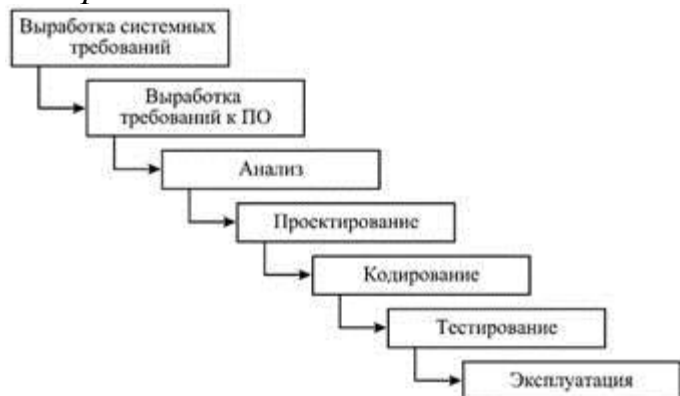 Выработка системных
требований
Выработка
требований к ПО
Анализ
Проектирование
Кодирование
Тестирование
Эксплуатация